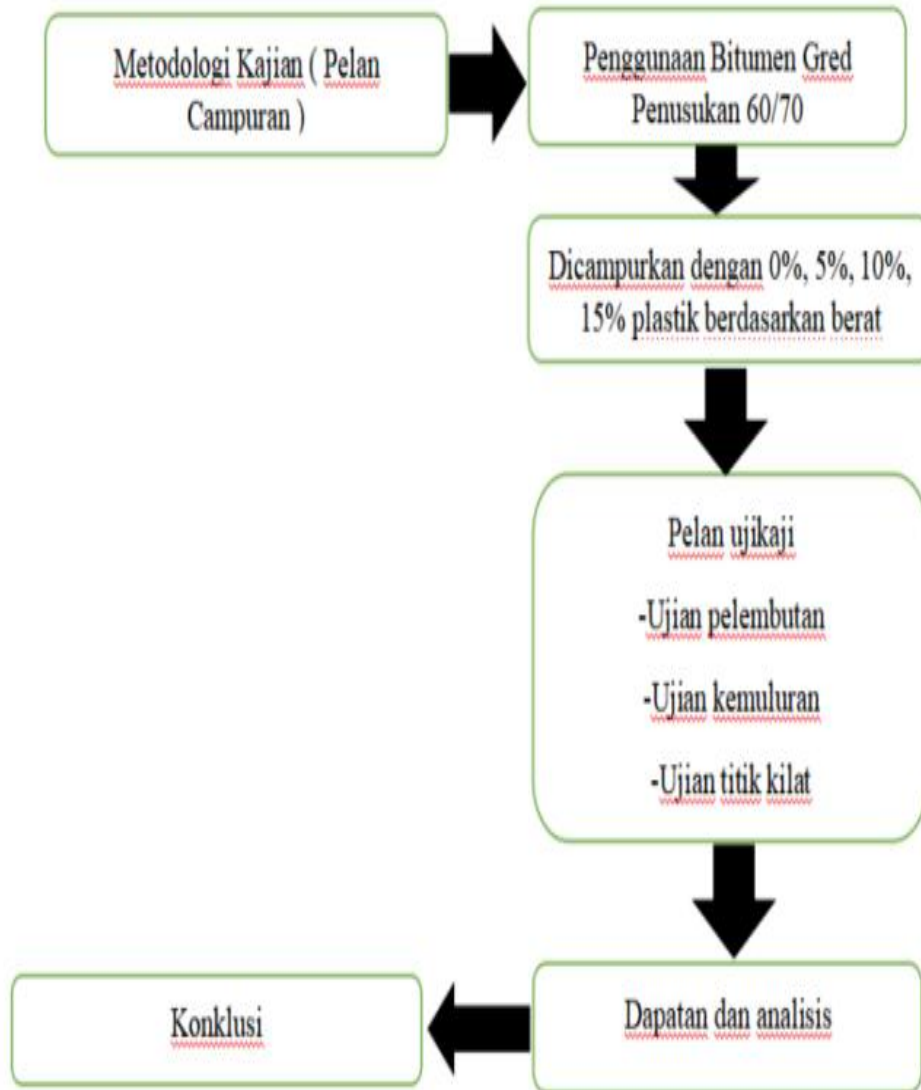 Metodologi Kajian ( Pelan
Campuran )
Penggunaan Bitumen Gred
Penusukan 60/70
Dicampurkan dengan 0%, 5%, 10%,
15% plastik berdasarkan berat
Pelan ujikaji
-Ujian pelembutan
-Ujian kemuluran
-Ujian titik kilat
Dapatan dan analisis
Konklusi